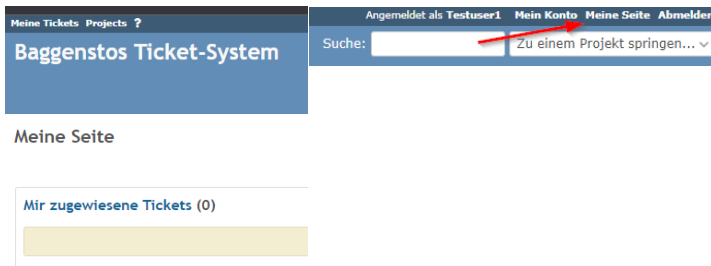 Meine Tickets Projects ?
Angemeldet als Testuser1 Mein Konto Meine Seite Abmelden
Baggenstos Ticket-System
Suche: Zu einem Projekt springen...
Meine Seite
Mir zugewiesene Tickets (0)